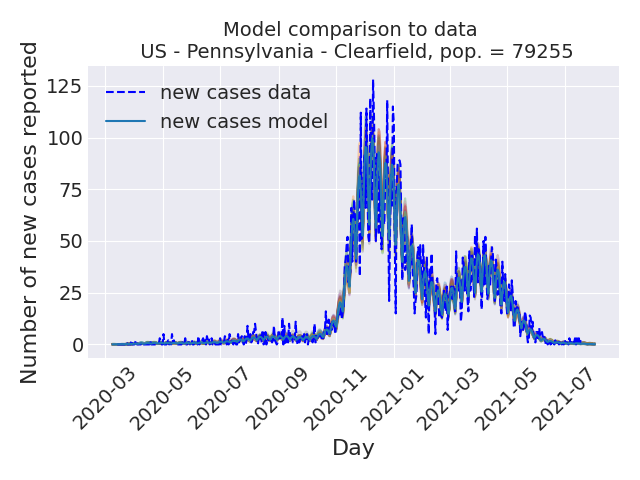 Model comparison to data
US - Pennsylvania - Clearfield, pop. = 79255
Number of new cases reported
125
100
75
50
25
0
new cases data
new cases model
2020-03
2020-05
2020-07
2020-09
2020-11
2021-01
2021-03
2021-05
2021-07
Day